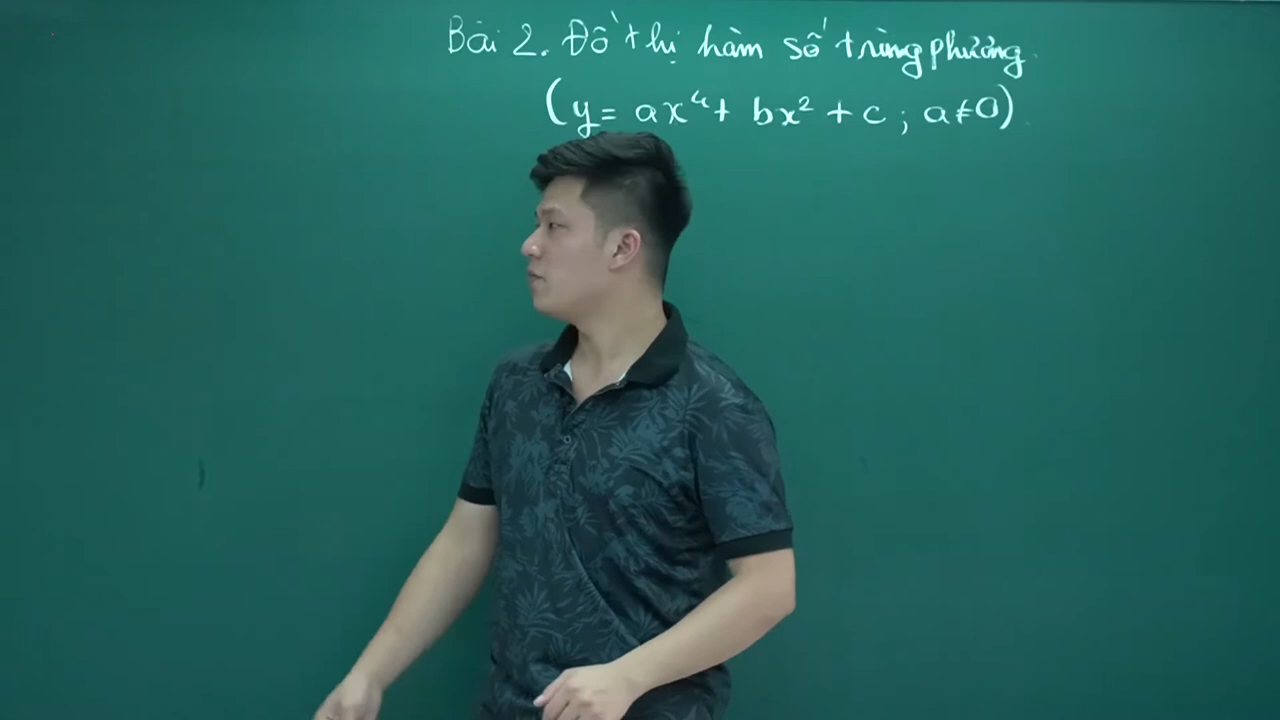 Bài 2. Đồ thị hàm số trùng phương
(y = ax⁴ + bx² + c ; a ≠ 0)